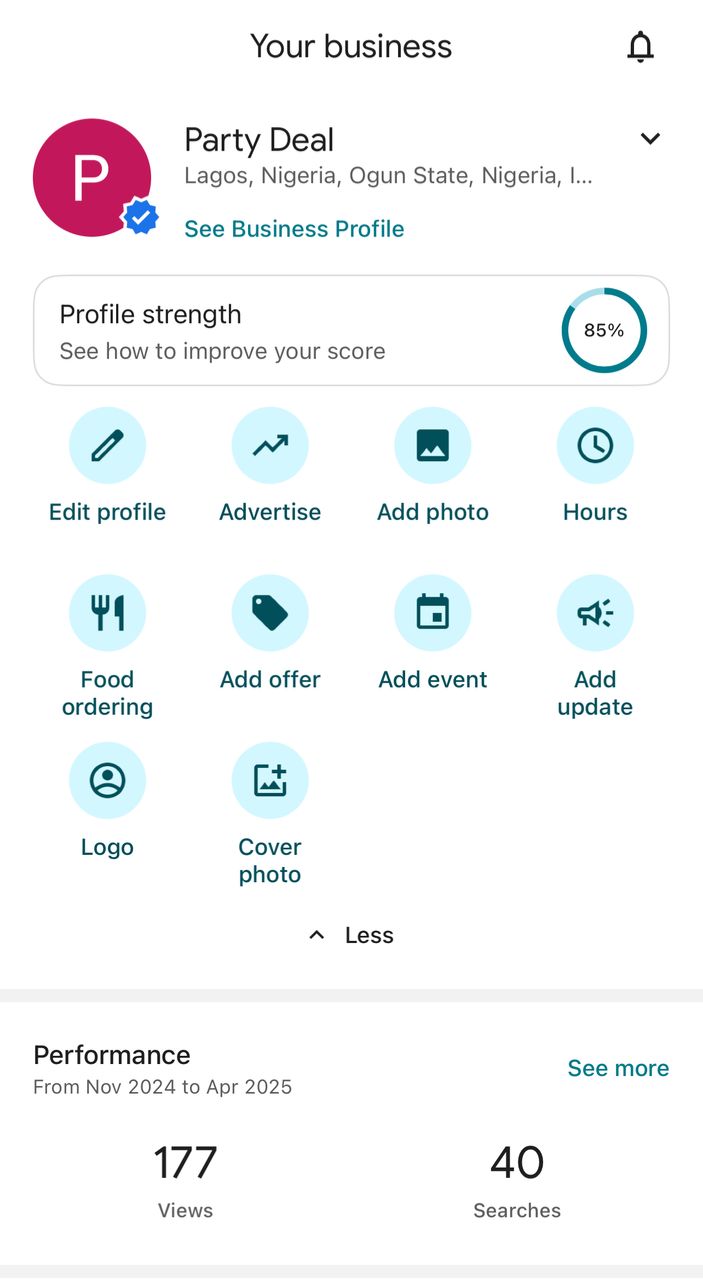 Your business
P
Party Deal
Lagos, Nigeria, Ogun State, Nigeria, I...
See Business Profile
Profile strength
See how to improve your score
85%
Edit profile
Advertise
Add photo
Hours
Food
ordering
Add offer
Add event
Add
update
Logo
Cover
photo
Less
Performance
From Nov 2024 to Apr 2025
See more
177
Views
40
Searches